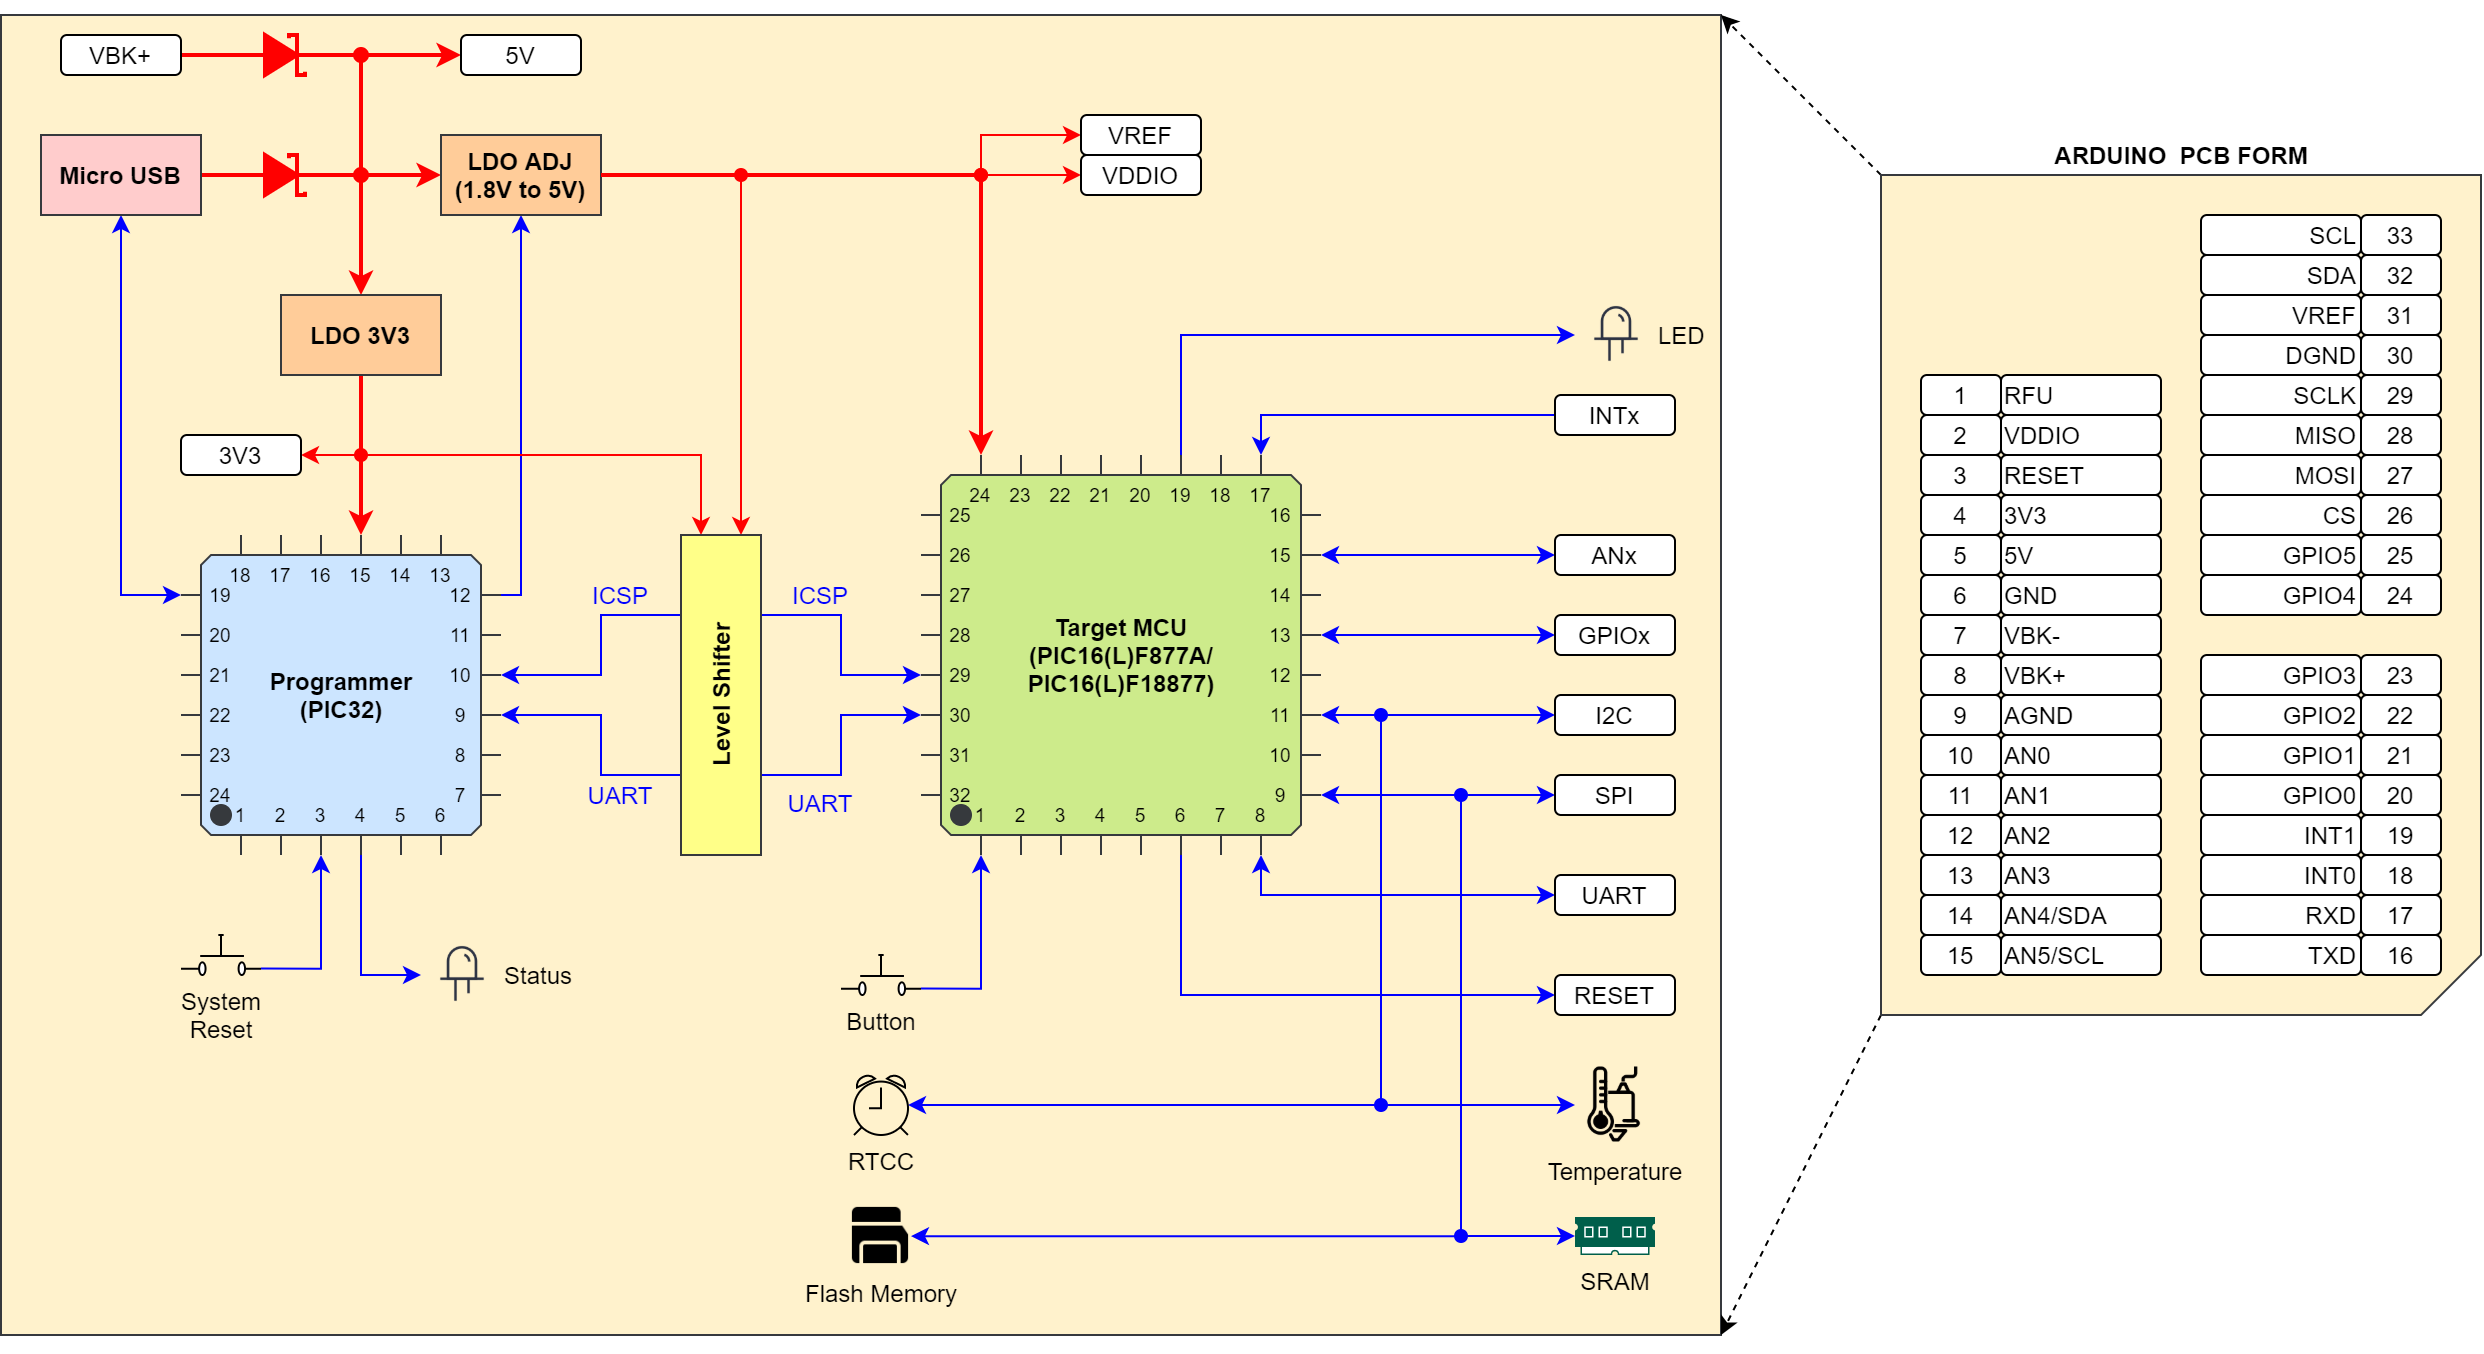 VBK+
5V
Micro USB
LDO ADJ
(1.8V to 5V)
VREF
VDDIO
LDO 3V3
3V3
LED
INTx
18 17 16 15 14 13
19 12
20 11
21 10
22 9
23 8
24 7
1 2 3 4 5 6
Programmer
(PIC32)
ICSP
UART
Level Shifter
ICSP
UART
24 23 22 21 20 19 18 17
25 16
26 15
27 14
28 13
29 12
30 11
31 10
32 9
1 2 3 4 5 6 7 8
Target MCU
(PIC16(L)F877A/
PIC16(L)F18877)
ANx
GPIOx
I2C
SPI
UART
RESET
System
Reset
Status
Button
RTCC
Temperature
Flash Memory
SRAM
ARDUINO PCB FORM
1 RFU
2 VDDIO
3 RESET
4 3V3
5 5V
6 GND
7 VBK-
8 VBK+
9 AGND
10 AN0
11 AN1
12 AN2
13 AN3
14 AN4/SDA
15 AN5/SCL
SCL 33
SDA 32
VREF 31
DGND 30
SCLK 29
MISO 28
MOSI 27
CS 26
GPIO5 25
GPIO4 24
GPIO3 23
GPIO2 22
GPIO1 21
GPIO0 20
INT1 19
INT0 18
RXD 17
TXD 16